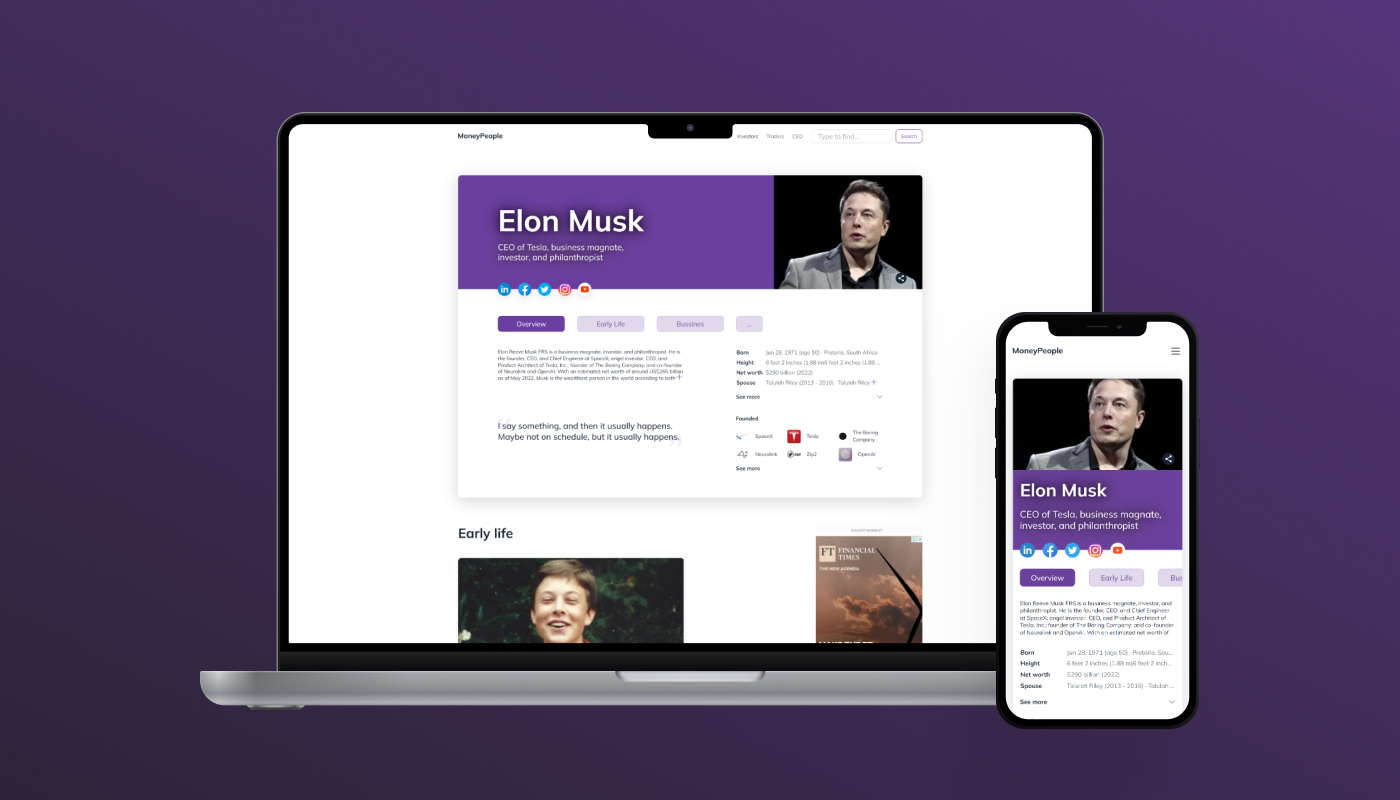 MoneyPeaple
Investors Traders CEO Type to find... Search
Elon Musk
CEO of Tesla, business magnate,
investor, and philanthropist
Overview Early Life Bussines ...
Elon Reeve Musk FRS is a business magnate, investor, and philanthropist. He is
the founder, CEO, and Chief Engineer at SpaceX; angel investor, CEO, and
Product Architect of Tesla, Inc.; founder of The Boring Company; and co-founder
of Neuralink and OpenAI. With an estimated net worth of around US$265 billion
as of May 2022, Musk is the wealthiest person in the world according to both +
I say something, and then it usually happens.
Maybe not on schedule, but it usually happens.
Born Jun 28, 1971 (age 50) · Pretoria, South Africa
Height 6 feet 2 inches (1.88 m)6 feet 2 inches (1.88 ...
Net worth $290 billion (2022)
Spouse Talulah Riley (2013 - 2016) · Talulah Riley +
See more
Founded
SpaceX Tesla The Boring
Company
Neuralink Zip2 OpenAI
See more
Early life
ADVERTISEMENT
FT FINANCIAL
TIMES
THE NEW AGENDA
MoneyPeaple
Elon Musk
CEO of Tesla, business magnate,
investor, and philanthropist
Overview Early Life Bus
Elon Reeve Musk FRS is a business magnate, investor, and
philanthropist. He is the founder, CEO, and Chief Engineer
at SpaceX; angel investor, CEO, and Product Architect of
Tesla, Inc.; founder of The Boring Company; and co-founder
of Neuralink and OpenAI. With an estimated net worth of
Born Jun 28, 1971 (age 50) · Pretoria, Sou...
Height 6 feet 2 inches (1.88 m)6 feet 2 inch...
Net worth $290 billion (2022)
Spouse Talulah Riley (2013 - 2016) · Talulah ...
See more